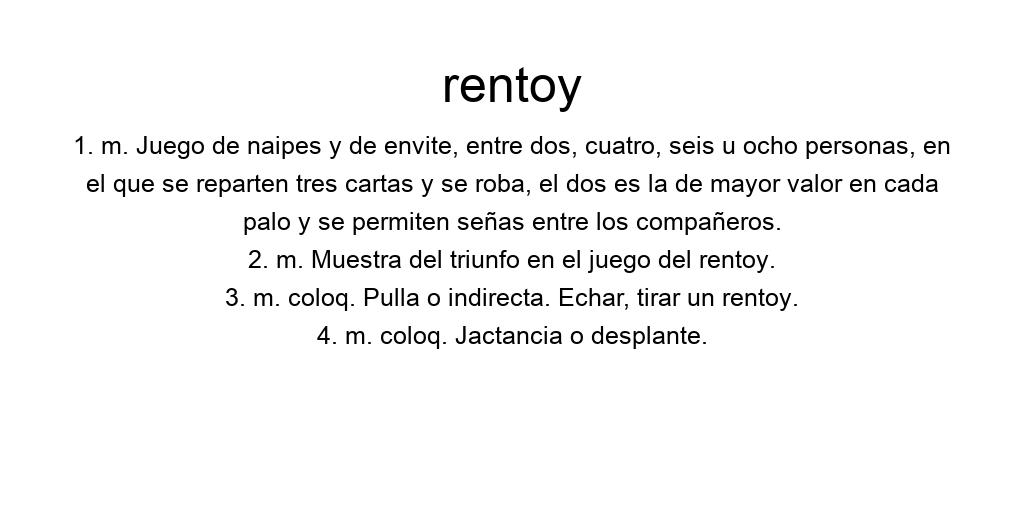 rentoy
1. m. Juego de naipes y de envite, entre dos, cuatro, seis u ocho personas, en
el que se reparten tres cartas y se roba, el dos es la de mayor valor en cada
palo y se permiten señas entre los compañeros.
2. m. Muestra del triunfo en el juego del rentoy.
3. m. coloq. Pulla o indirecta. Echar, tirar un rentoy.
4. m. coloq. Jactancia o desplante.